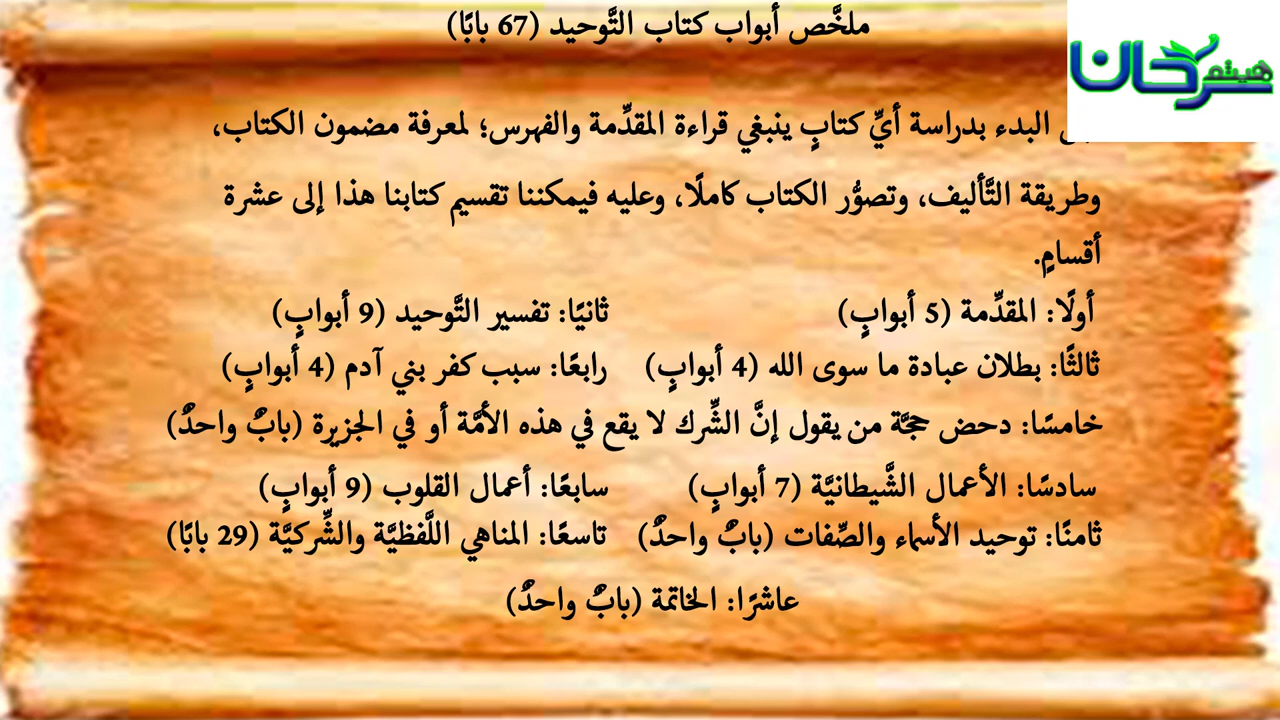 ملخَّص أبواب كتاب التَّوحيد (67 بابًا)
هيثم سرحان
البدء بدراسة أيِّ كتابٍ ينبغي قراءة المقدِّمة والفهرس؛ لمعرفة مضمون الكتاب،
وطريقة التَّأليف، وتصوُّر الكتاب كاملًا، وعليه فيمكننا تقسيم كتابنا هذا إلى عشرة
أقسامٍ.
أولًا: المقدِّمة (5 أبوابٍ) ثانيًا: تفسير التَّوحيد (9 أبوابٍ)
ثالثًا: بطلان عبادة ما سوى الله (4 أبوابٍ) رابعًا: سبب كفر بني آدم (4 أبوابٍ)
خامسًا: دحض حجَّة من يقول إنَّ الشِّرك لا يقع في هذه الأمَّة أو في الجزيرة (بابٌ واحدٌ)
سادسًا: الأعمال الشَّيطانيَّة (7 أبوابٍ) سابعًا: أعمال القلوب (9 أبوابٍ)
ثامنًا: توحيد الأسماء والصِّفات (بابٌ واحدٌ) تاسعًا: المناهي اللَّفظيَّة والشِّركيَّة (29 بابًا)
عاشرًا: الخاتمة (بابٌ واحدٌ)